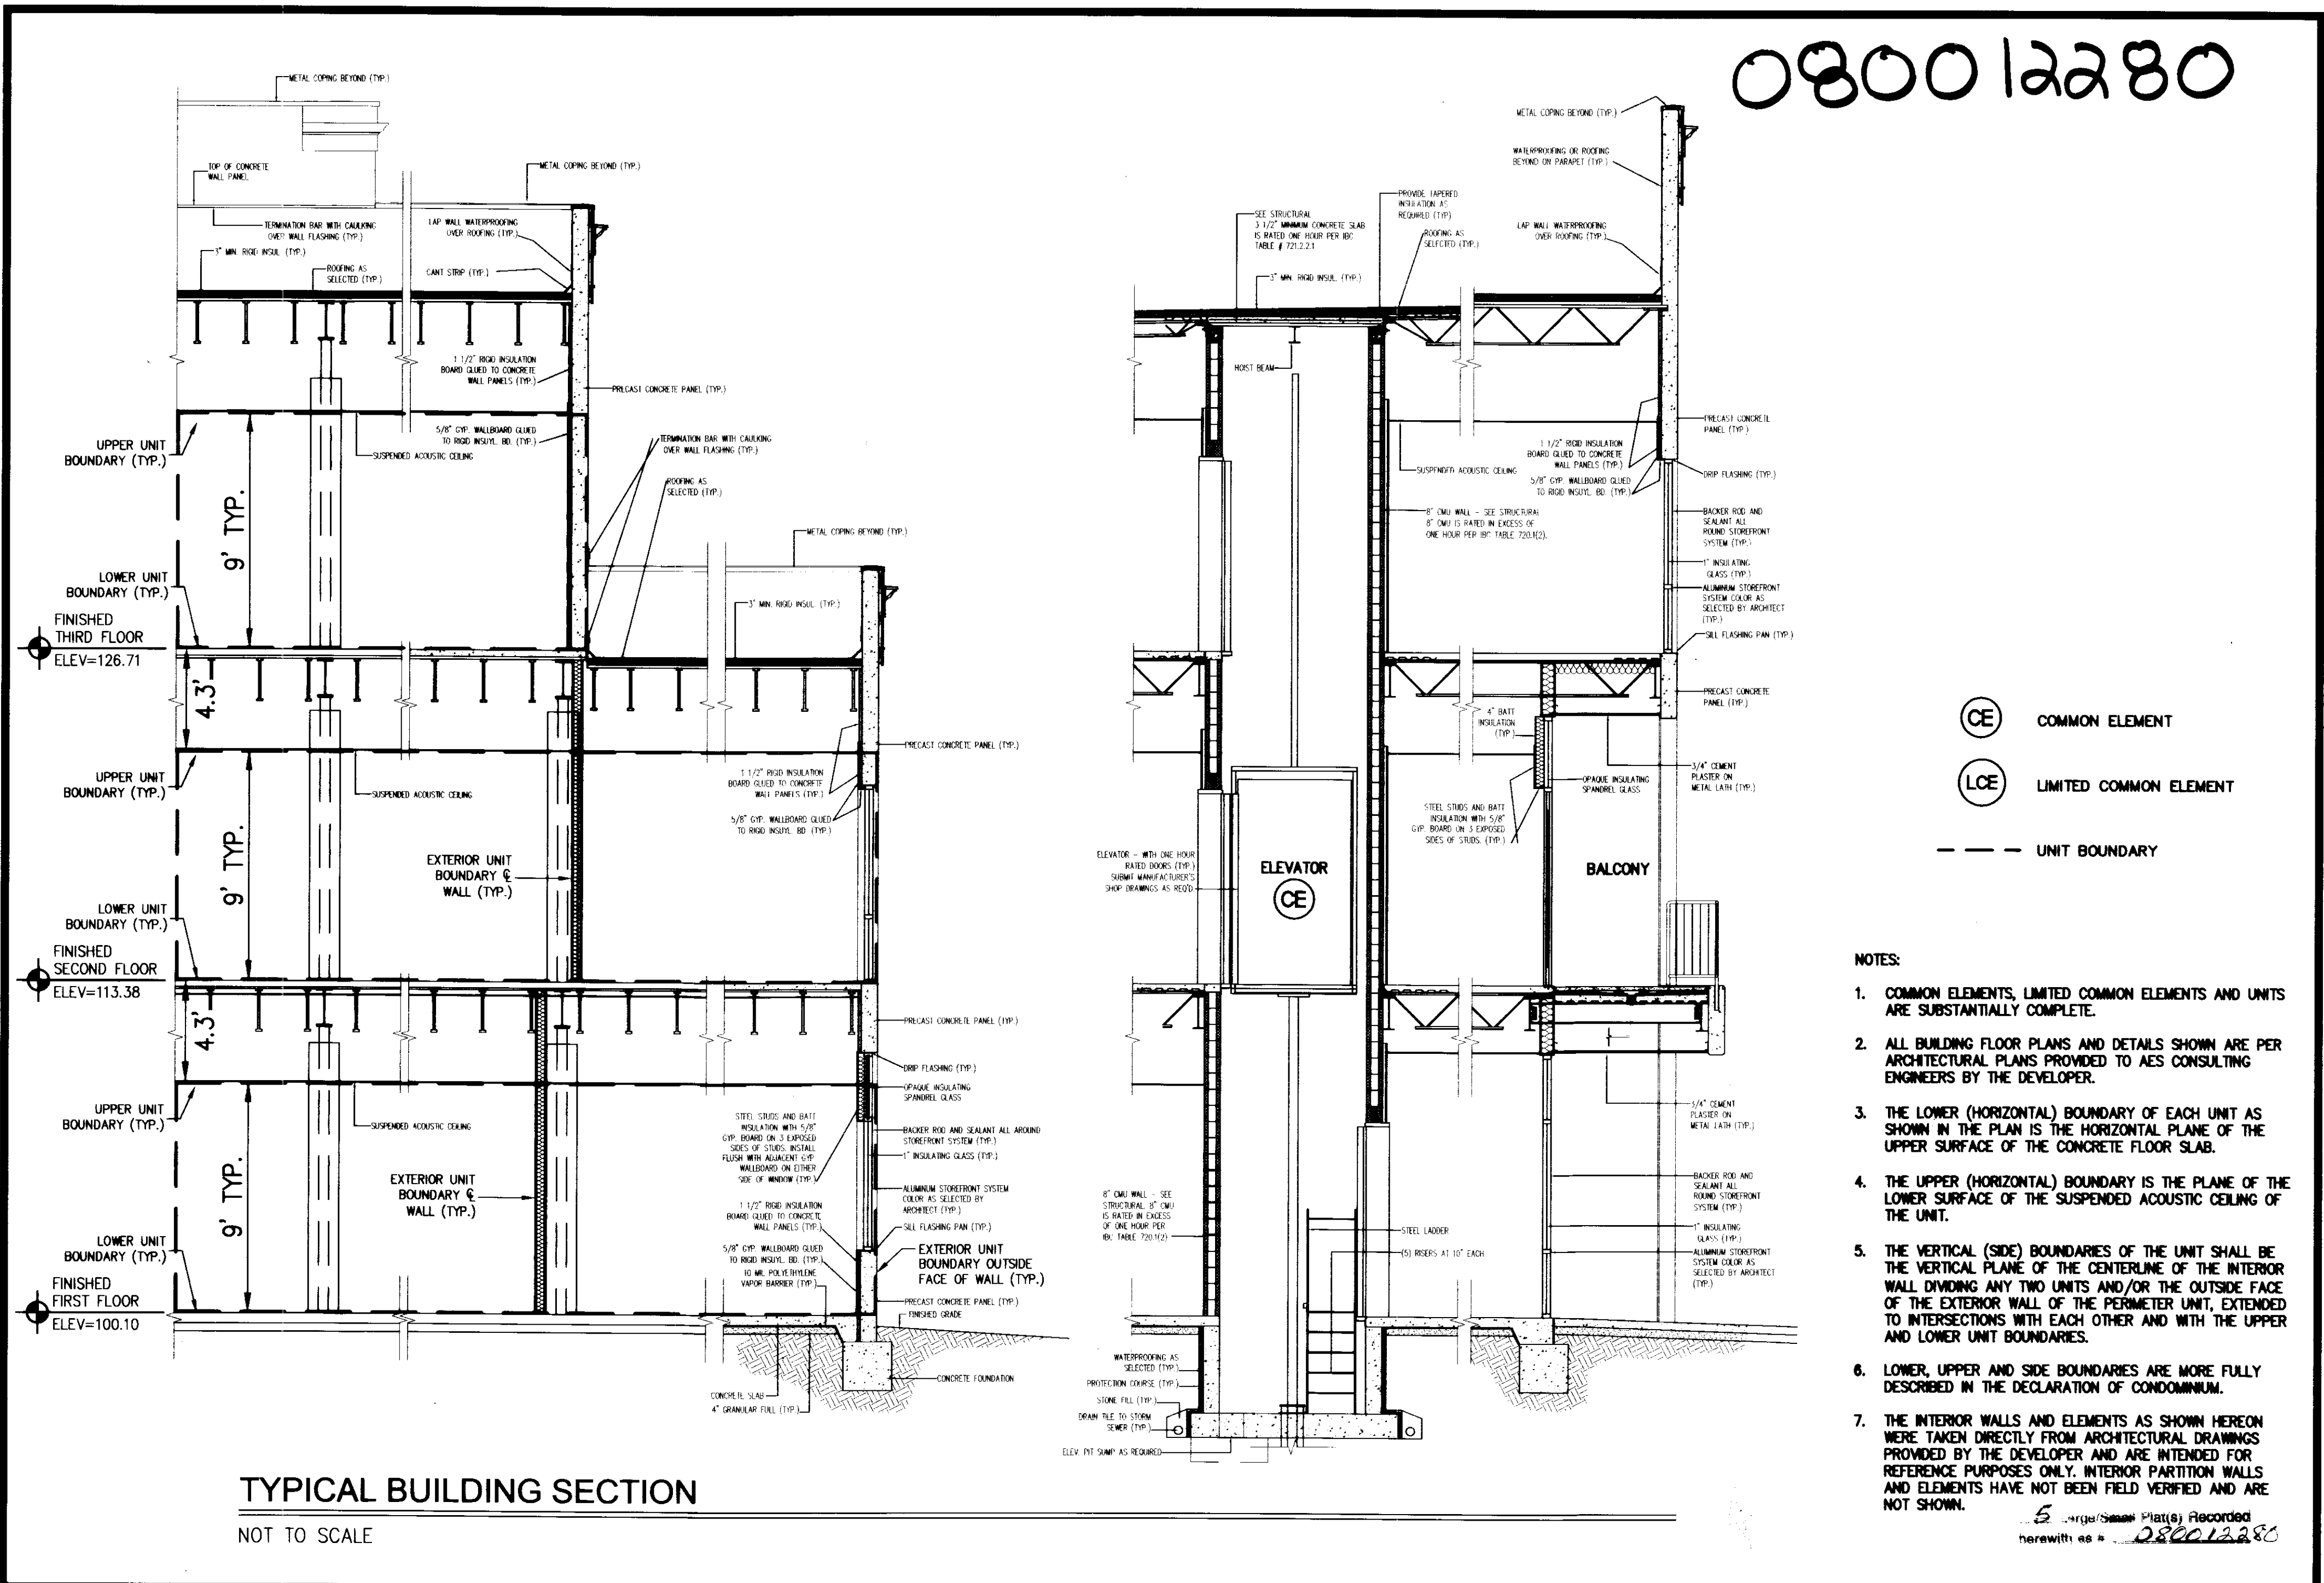 080012280
METAL COPING BEYOND (TYP.)
TOP OF CONCRETE
WALL PANEL
METAL COPING BEYOND (TYP.)
TERMINATION BAR WITH CAULKING
OVER WALL FLASHING (TYP.)
LAP WALL WATERPROOFING
OVER ROOFING (TYP.)
3" MIN. RIGID INSUL (TYP.)
ROOFING AS
SELECTED (TYP.)
CANT STRIP (TYP.)
1 1/2" RIGID INSULATION
BOARD GLUED TO CONCRETE
WALL PANELS (TYP.)
PRECAST CONCRETE PANEL (TYP.)
UPPER UNIT
BOUNDARY (TYP.)
5/8" GYP. WALLBOARD GLUED
TO RIGID INSUYL. BD. (TYP.)
SUSPENDED ACOUSTIC CEILING
TERMINATION BAR WITH CAULKING
OVER WALL FLASHING (TYP.)
ROOFING AS
SELECTED (TYP.)
9' TYP.
METAL COPING BEYOND (TYP.)
LOWER UNIT
BOUNDARY (TYP.)
3" MIN. RIGID INSUL. (TYP.)
FINISHED
THIRD FLOOR
ELEV=126.71
4.3'
UPPER UNIT
BOUNDARY (TYP.)
SUSPENDED ACOUSTIC CEILING
PRECAST CONCRETE PANEL (TYP.)
1 1/2" RIGID INSULATION
BOARD GLUED TO CONCRETE
WALL PANELS (TYP.)
5/8" GYP. WALLBOARD GLUED
TO RIGID INSUYL. BD (TYP.)
9' TYP.
EXTERIOR UNIT
BOUNDARY ℄
WALL (TYP.)
LOWER UNIT
BOUNDARY (TYP.)
FINISHED
SECOND FLOOR
ELEV=113.38
4.3'
PRECAST CONCRETE PANEL (TYP.)
DRIP FLASHING (TYP.)
OPAQUE INSULATING
SPANDREL GLASS
UPPER UNIT
BOUNDARY (TYP.)
SUSPENDED ACOUSTIC CEILING
STEEL STUDS AND BATT
INSULATION WITH 5/8"
GYP. BOARD ON 3 EXPOSED
SIDES OF STUDS. INSTALL
FLUSH WITH ADJACENT GYP
WALLBOARD ON EITHER
SIDE OF WINDOW (TYP.)
BACKER ROD AND SEALANT ALL AROUND
STOREFRONT SYSTEM (TYP.)
1" INSULATING GLASS (TYP.)
9' TYP.
EXTERIOR UNIT
BOUNDARY ℄
WALL (TYP.)
ALUMINUM STOREFRONT SYSTEM
COLOR AS SELECTED BY
ARCHITECT (TYP.)
1 1/2" RIGID INSULATION
BOARD GLUED TO CONCRETE
WALL PANELS (TYP.)
SILL FLASHING PAN (TYP.)
LOWER UNIT
BOUNDARY (TYP.)
5/8" GYP. WALLBOARD GLUED
TO RIGID INSUYL. BD. (TYP.)
EXTERIOR UNIT
BOUNDARY OUTSIDE
FACE OF WALL (TYP.)
10 MIL POLYETHYLENE
VAPOR BARRIER (TYP.)
PRECAST CONCRETE PANEL (TYP.)
FINISHED GRADE
FINISHED
FIRST FLOOR
ELEV=100.10
CONCRETE FOUNDATION
CONCRETE SLAB
4" GRANULAR FULL (TYP.)
METAL COPING BEYOND (TYP.)
WATERPROOFING OR ROOFING
BEYOND ON PARAPET (TYP.)
PROVIDE TAPERED
INSULATION AS
REQUIRED (TYP)
SEE STRUCTURAL
3 1/2" MINIMUM CONCRETE SLAB
IS RATED ONE HOUR PER IBC
TABLE # 721.2.2.1
ROOFING AS
SELECTED (TYP.)
LAP WALL WATERPROOFING
OVER ROOFING (TYP.)
3" MIN. RIGID INSUL. (TYP.)
HOIST BEAM
PRECAST CONCRETE
PANEL (TYP.)
1 1/2" RIGID INSULATION
BOARD GLUED TO CONCRETE
WALL PANELS (TYP.)
SUSPENDED ACOUSTIC CEILING
5/8" GYP. WALLBOARD GLUED
TO RIGID INSUYL. BD. (TYP.)
DRIP FLASHING (TYP.)
8" CMU WALL - SEE STRUCTURAL
8" CMU IS RATED IN EXCESS OF
ONE HOUR PER IBC TABLE 720.1(2).
BACKER ROD AND
SEALANT ALL
ROUND STOREFRONT
SYSTEM (TYP.)
1" INSULATING
GLASS (TYP.)
ALUMINUM STOREFRONT
SYSTEM COLOR AS
SELECTED BY ARCHITECT
(TYP.)
SILL FLASHING PAN (TYP.)
PRECAST CONCRETE
PANEL (TYP.)
4" BATT
INSULATION
(TYP.)
3/4" CEMENT
PLASTER ON
METAL LATH (TYP.)
OPAQUE INSULATING
SPANDREL GLASS
STEEL STUDS AND BATT
INSULATION WITH 5/8"
GYP. BOARD ON 3 EXPOSED
SIDES OF STUDS. (TYP.)
ELEVATOR - WITH ONE HOUR
RATED DOORS (TYP.)
SUBMIT MANUFACTURER'S
SHOP DRAWINGS AS REQ'D.
ELEVATOR
CE
BALCONY
3/4" CEMENT
PLASTER ON
METAL LATH (TYP.)
8" CMU WALL - SEE
STRUCTURAL. 8" CMU
IS RATED IN EXCESS
OF ONE HOUR PER
IBC TABLE 720.1(2)
BACKER ROD AND
SEALANT ALL
ROUND STOREFRONT
SYSTEM (TYP.)
STEEL LADDER
(5) RISERS AT 10" EACH
1" INSULATING
GLASS (TYP.)
ALUMINUM STOREFRONT
SYSTEM COLOR AS
SELECTED BY ARCHITECT
(TYP.)
WATERPROOFING AS
SELECTED (TYP.)
PROTECTION COURSE (TYP.)
STONE FILL (TYP.)
DRAIN TILE TO STORM
SEWER (TYP.)
ELEV. PIT SUMP AS REQUIRED
CE COMMON ELEMENT
LCE LIMITED COMMON ELEMENT
UNIT BOUNDARY
NOTES:
1. COMMON ELEMENTS, LIMITED COMMON ELEMENTS AND UNITS
ARE SUBSTANTIALLY COMPLETE.
2. ALL BUILDING FLOOR PLANS AND DETAILS SHOWN ARE PER
ARCHITECTURAL PLANS PROVIDED TO AES CONSULTING
ENGINEERS BY THE DEVELOPER.
3. THE LOWER (HORIZONTAL) BOUNDARY OF EACH UNIT AS
SHOWN IN THE PLAN IS THE HORIZONTAL PLANE OF THE
UPPER SURFACE OF THE CONCRETE FLOOR SLAB.
4. THE UPPER (HORIZONTAL) BOUNDARY IS THE PLANE OF THE
LOWER SURFACE OF THE SUSPENDED ACOUSTIC CEILING OF
THE UNIT.
5. THE VERTICAL (SIDE) BOUNDARIES OF THE UNIT SHALL BE
THE VERTICAL PLANE OF THE CENTERLINE OF THE INTERIOR
WALL DIVIDING ANY TWO UNITS AND/OR THE OUTSIDE FACE
OF THE EXTERIOR WALL OF THE PERIMETER UNIT, EXTENDED
TO INTERSECTIONS WITH EACH OTHER AND WITH THE UPPER
AND LOWER UNIT BOUNDARIES.
6. LOWER, UPPER AND SIDE BOUNDARIES ARE MORE FULLY
DESCRIBED IN THE DECLARATION OF CONDOMINIUM.
7. THE INTERIOR WALLS AND ELEMENTS AS SHOWN HEREON
WERE TAKEN DIRECTLY FROM ARCHITECTURAL DRAWINGS
PROVIDED BY THE DEVELOPER AND ARE INTENDED FOR
REFERENCE PURPOSES ONLY. INTERIOR PARTITION WALLS
AND ELEMENTS HAVE NOT BEEN FIELD VERIFIED AND ARE
NOT SHOWN.
5 Large/Small Plat(s) Recorded
herewith as # 080012280
TYPICAL BUILDING SECTION
NOT TO SCALE